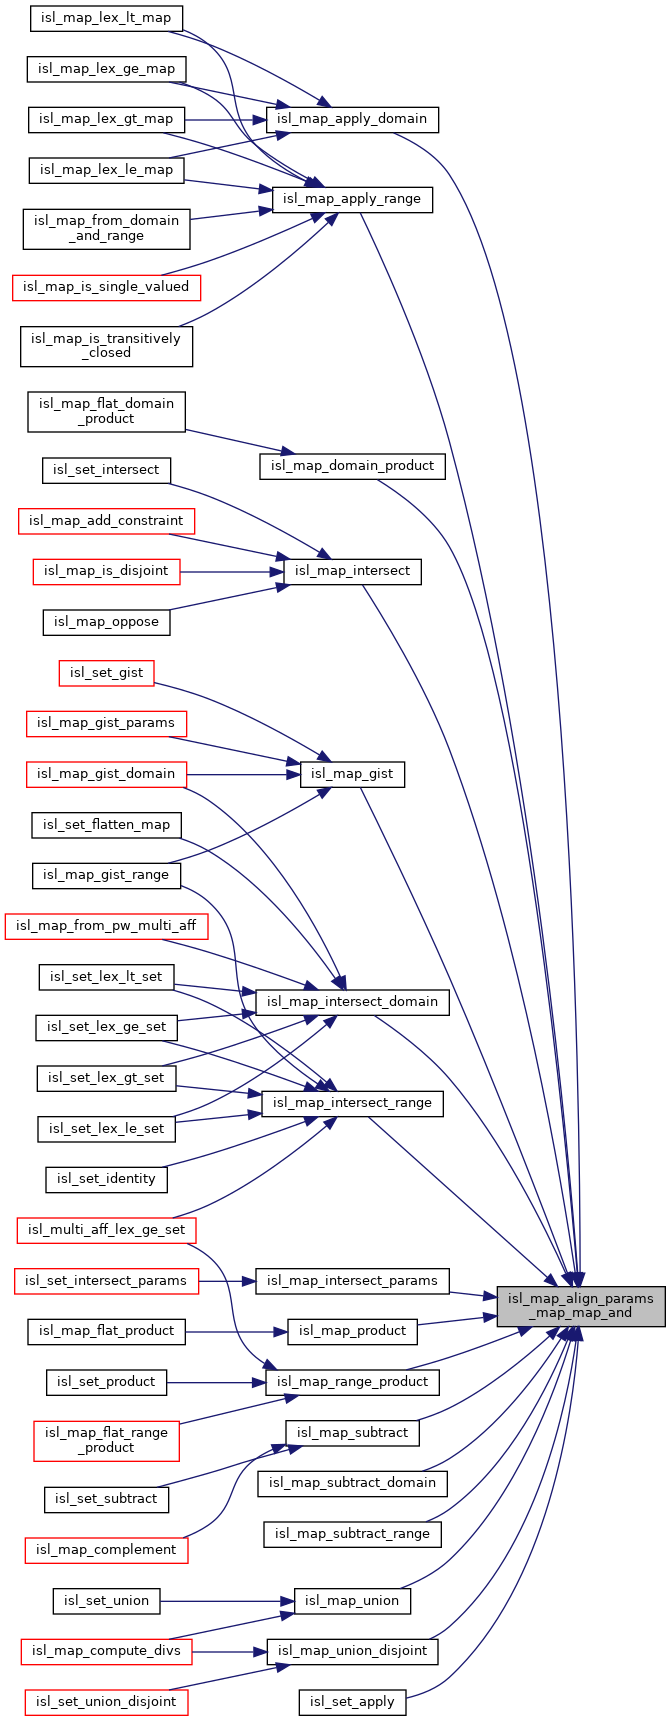 isl_map_lex_lt_map
isl_map_lex_ge_map
isl_map_lex_gt_map
isl_map_lex_le_map
isl_map_from_domain
_and_range
isl_map_is_single_valued
isl_map_is_transitively
_closed
isl_map_flat_domain
_product
isl_set_intersect
isl_map_add_constraint
isl_map_is_disjoint
isl_map_oppose
isl_set_gist
isl_map_gist_params
isl_map_gist_domain
isl_set_flatten_map
isl_map_gist_range
isl_map_from_pw_multi_aff
isl_set_lex_lt_set
isl_set_lex_ge_set
isl_set_lex_gt_set
isl_set_lex_le_set
isl_set_identity
isl_multi_aff_lex_ge_set
isl_set_intersect_params
isl_map_flat_product
isl_set_product
isl_map_flat_range
_product
isl_set_subtract
isl_map_complement
isl_set_union
isl_map_compute_divs
isl_set_union_disjoint
isl_map_apply_domain
isl_map_apply_range
isl_map_domain_product
isl_map_intersect
isl_map_gist
isl_map_intersect_domain
isl_map_intersect_range
isl_map_intersect_params
isl_map_product
isl_map_range_product
isl_map_subtract
isl_map_subtract_domain
isl_map_subtract_range
isl_map_union
isl_map_union_disjoint
isl_set_apply
isl_map_align_params
_map_map_and